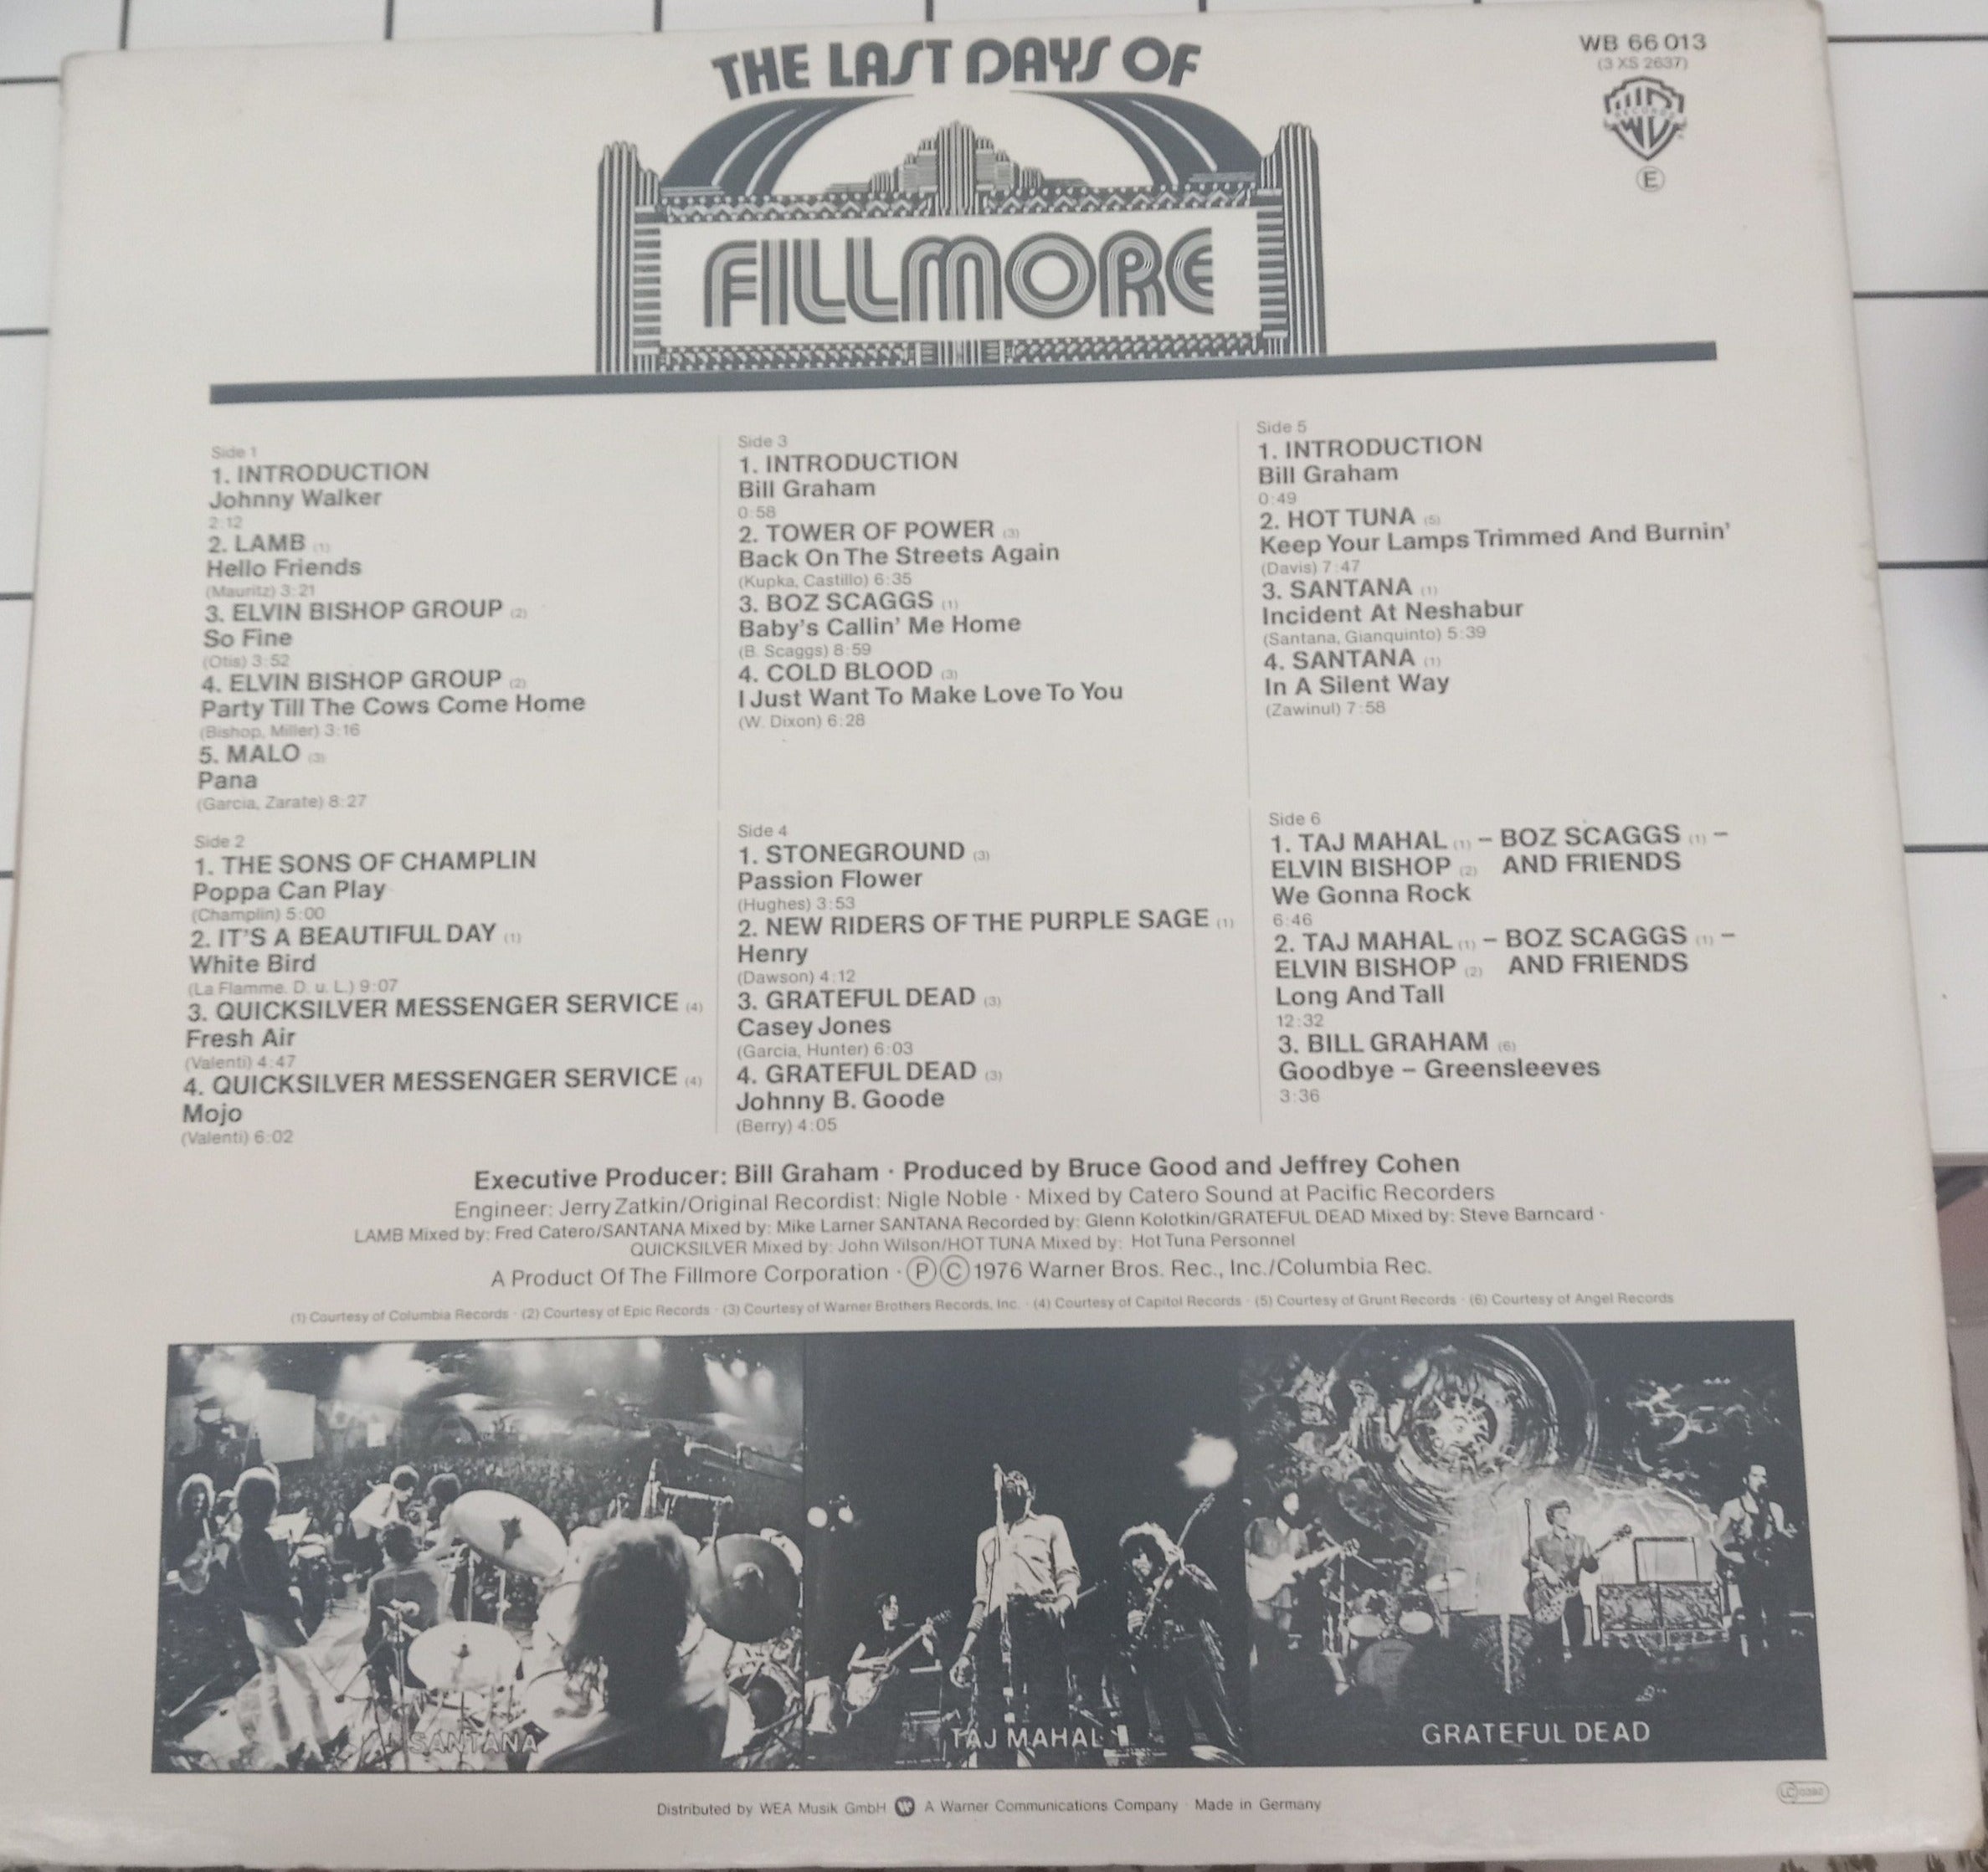 THE LAST DAYS OF
FILLMORE
WB 66 013
(3 XS 2637)
RECORDS
E
Side 1
1. INTRODUCTION
Johnny Walker
2:12
2. LAMB (1)
Hello Friends
(Mauritz) 3:21
3. ELVIN BISHOP GROUP (2)
So Fine
(Otis) 3:52
4. ELVIN BISHOP GROUP (2)
Party Till The Cows Come Home
(Bishop, Miller) 3:16
5. MALO (3)
Pana
(Garcia, Zarate) 8:27
Side 2
1. THE SONS OF CHAMPLIN
Poppa Can Play
(Champlin) 5:00
2. IT'S A BEAUTIFUL DAY (1)
White Bird
(La Flamme. D. u. L.) 9:07
3. QUICKSILVER MESSENGER SERVICE (4)
Fresh Air
(Valenti) 4:47
4. QUICKSILVER MESSENGER SERVICE (4)
Mojo
(Valenti) 6:02
Side 3
1. INTRODUCTION
Bill Graham
0:58
2. TOWER OF POWER (3)
Back On The Streets Again
(Kupka, Castillo) 6:35
3. BOZ SCAGGS (1)
Baby's Callin' Me Home
(B. Scaggs) 8:59
4. COLD BLOOD (3)
I Just Want To Make Love To You
(W. Dixon) 6:28
Side 4
1. STONEGROUND (3)
Passion Flower
(Hughes) 3:53
2. NEW RIDERS OF THE PURPLE SAGE (1)
Henry
(Dawson) 4:12
3. GRATEFUL DEAD (3)
Casey Jones
(Garcia, Hunter) 6:03
4. GRATEFUL DEAD (3)
Johnny B. Goode
(Berry) 4:05
Side 5
1. INTRODUCTION
Bill Graham
0:49
2. HOT TUNA (5)
Keep Your Lamps Trimmed And Burnin'
(Davis) 7:47
3. SANTANA (1)
Incident At Neshabur
(Santana, Gianquinto) 5:39
4. SANTANA (1)
In A Silent Way
(Zawinul) 7:58
Side 6
1. TAJ MAHAL (1) – BOZ SCAGGS (1) –
ELVIN BISHOP (2) AND FRIENDS
We Gonna Rock
6:46
2. TAJ MAHAL (1) – BOZ SCAGGS (1) –
ELVIN BISHOP (2) AND FRIENDS
Long And Tall
12:32
3. BILL GRAHAM (6)
Goodbye – Greensleeves
3:36
Executive Producer: Bill Graham · Produced by Bruce Good and Jeffrey Cohen
Engineer: Jerry Zatkin/Original Recordist: Nigle Noble · Mixed by Catero Sound at Pacific Recorders
LAMB Mixed by: Fred Catero/SANTANA Mixed by: Mike Larner SANTANA Recorded by: Glenn Kolotkin/GRATEFUL DEAD Mixed by: Steve Barncard ·
QUICKSILVER Mixed by: John Wilson/HOT TUNA Mixed by: Hot Tuna Personnel
A Product Of The Fillmore Corporation · Ⓟ Ⓒ 1976 Warner Bros. Rec., Inc./Columbia Rec.
(1) Courtesy of Columbia Records · (2) Courtesy of Epic Records · (3) Courtesy of Warner Brothers Records, Inc. · (4) Courtesy of Capitol Records · (5) Courtesy of Grunt Records · (6) Courtesy of Angel Records
SANTANA
TAJ MAHAL
GRATEFUL DEAD
Distributed by WEA Musik GmbH A Warner Communications Company · Made in Germany
LC